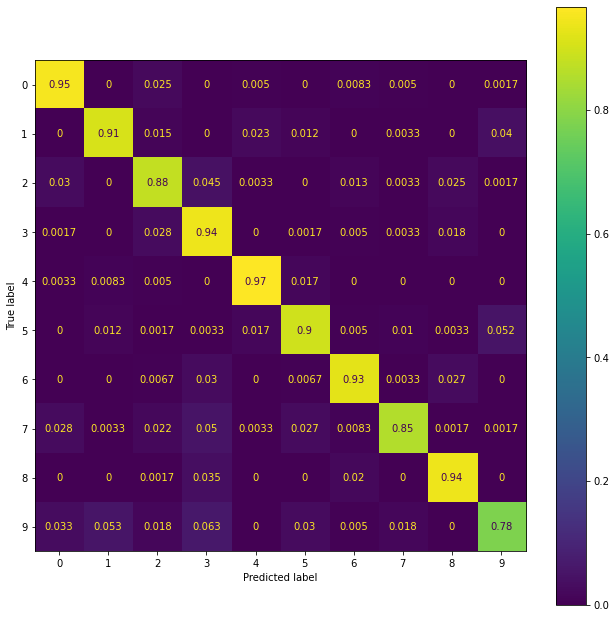 0 0.95 0 0.025 0 0.005 0 0.0083 0.005 0 0.0017
1 0 0.91 0.015 0 0.023 0.012 0 0.0033 0 0.04
2 0.03 0 0.88 0.045 0.0033 0 0.013 0.0033 0.025 0.0017
3 0.0017 0 0.028 0.94 0 0.0017 0.005 0.0033 0.018 0
4 0.0033 0.0083 0.005 0 0.97 0.017 0 0 0 0
5 0 0.012 0.0017 0.0033 0.017 0.9 0.005 0.01 0.0033 0.052
6 0 0 0.0067 0.03 0 0.0067 0.93 0.0033 0.027 0
7 0.028 0.0033 0.022 0.05 0.0033 0.027 0.0083 0.85 0.0017 0.0017
8 0 0 0.0017 0.035 0 0 0.02 0 0.94 0
9 0.033 0.053 0.018 0.063 0 0.03 0.005 0.018 0 0.78
0 1 2 3 4 5 6 7 8 9
Predicted label
True label
0.8
0.6
0.4
0.2
0.0